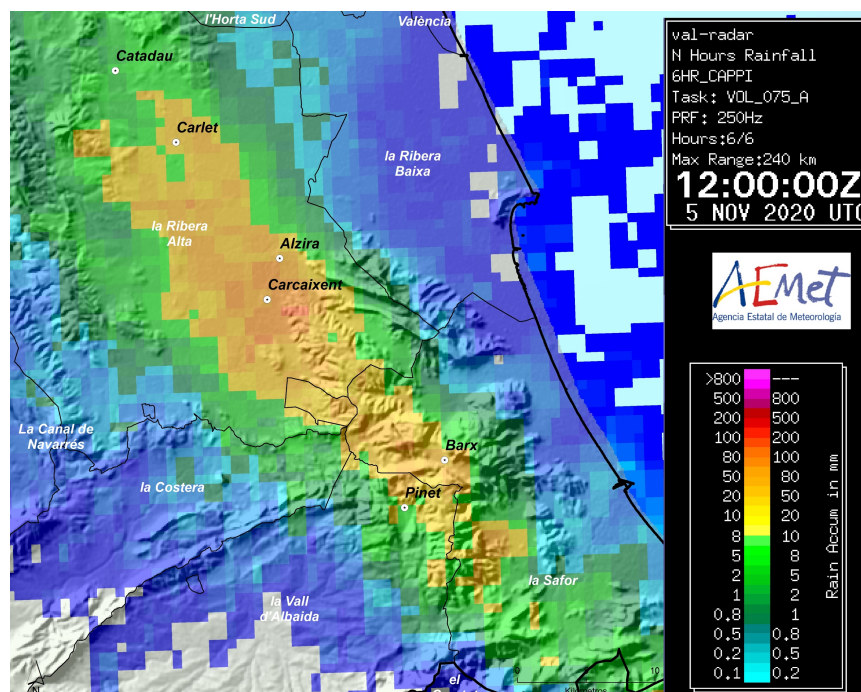 l'Horta Sud
València
Catadau
Carlet
la Ribera
Baixa
la Ribera
Alta
Alzira
Carcaixent
La Canal de
Navarrés
la Costera
Barx
Pinet
la Safor
la Vall
d'Albaida
el
N
0 10
Kilómetros
val-radar
N Hours Rainfall
6HR_CAPPI
Task: VOL_075_A
PRF: 250Hz
Hours:6/6
Max Range:240 km
12:00:00Z
5 NOV 2020 UTC
AEmet
Agencia Estatal de Meteorología
>800 ---
500 800
200 500
100 200
80 100
50 80
20 50
10 20
8 10
5 8
2 5
1 2
0.8 1
0.5 0.8
0.2 0.5
0.1 0.2
Rain Accum in mm